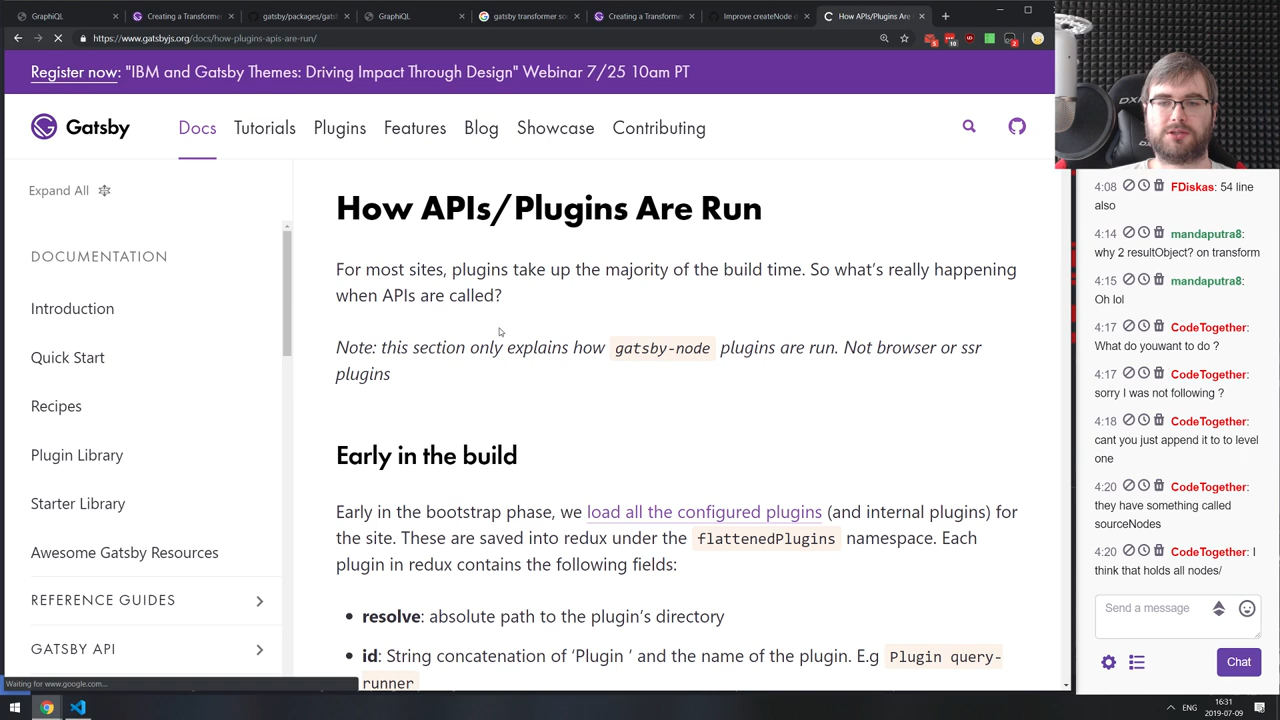 GraphiQL
Creating a Transformer
gatsby/packages/gats
GraphiQL
gatsby transformer so
Creating a Transformer
Improve createNode
How APIs/Plugins Are
https://www.gatsbyjs.org/docs/how-plugins-apis-are-run/
Register now: "IBM and Gatsby Themes: Driving Impact Through Design" Webinar 7/25 10am PT
Gatsby
Docs
Tutorials
Plugins
Features
Blog
Showcase
Contributing
Expand All
DOCUMENTATION
Introduction
Quick Start
Recipes
Plugin Library
Starter Library
Awesome Gatsby Resources
REFERENCE GUIDES
GATSBY API
How APIs/Plugins Are Run
For most sites, plugins take up the majority of the build time. So what’s really happening
when APIs are called?
Note: this section only explains how gatsby-node plugins are run. Not browser or ssr
plugins
Early in the build
Early in the bootstrap phase, we load all the configured plugins (and internal plugins) for
the site. These are saved into redux under the flattenedPlugins namespace. Each
plugin in redux contains the following fields:
• resolve: absolute path to the plugin’s directory
• id: String concatenation of ‘Plugin ’ and the name of the plugin. E.g Plugin query-
runner
Waiting for www.google.com...
4:08 FDiskas: 54 line
also
4:14 mandaputra8:
why 2 resultObject? on transform
4:15 mandaputra8:
Oh lol
4:17 CodeTogether:
What do youwant to do ?
4:17 CodeTogether:
sorry I was not following ?
4:18 CodeTogether:
cant you just append it to to level
one
4:20 CodeTogether:
they have something called
sourceNodes
4:20 CodeTogether: I
think that holds all nodes/
Send a message
Chat
ENG
16:31
2019-07-09